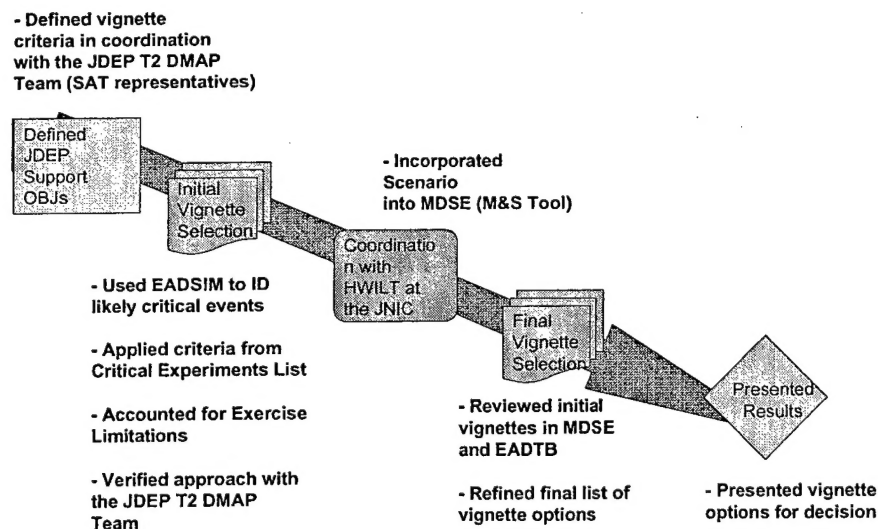 - Defined vignette
criteria in coordination
with the JDEP T2 DMAP
Team (SAT representatives)
Defined
JDEP
Support
OBJs
Initial
Vignette
Selection
- Used EADSIM to ID
likely critical events
- Applied criteria from
Critical Experiments List
- Accounted for Exercise
Limitations
- Verified approach with
the JDEP T2 DMAP
Team
- Incorporated
Scenario
into MDSE (M&S Tool)
Coordinatio
n with
HWILT at
the JNIC
Final
Vignette
Selection
- Reviewed initial
vignettes in MDSE
and EADTB
- Refined final list of
vignette options
Presented
Results
- Presented vignette
options for decision